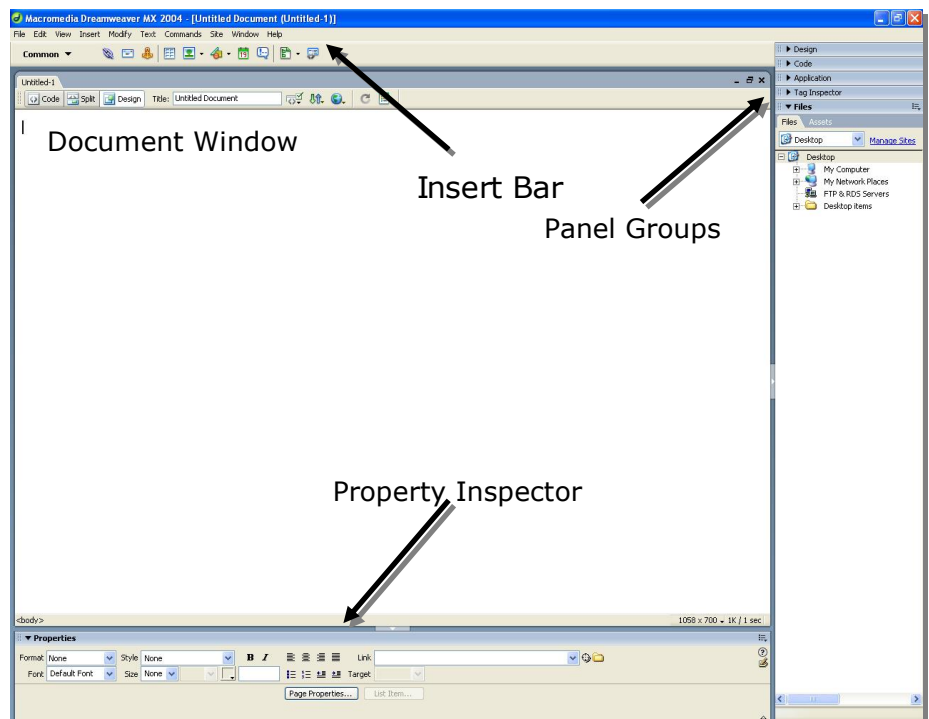 Macromedia Dreamweaver MX 2004 - [Untitled Document (Untitled-1)]
File Edit View Insert Modify Text Commands Site Window Help
Common
Untitled-1
Code Split Design Title: Untitled Document
Document Window
Insert Bar
Panel Groups
Property Inspector
<body> 1058 x 700 1K / 1 sec
Properties
Format None Style None B I Link
Font Default Font Size None Target
Page Properties... List Item...
Design
Code
Application
Tag Inspector
Files
Files Assets
Desktop Manage Sites
Desktop
My Computer
My Network Places
FTP & RDS Servers
Desktop items